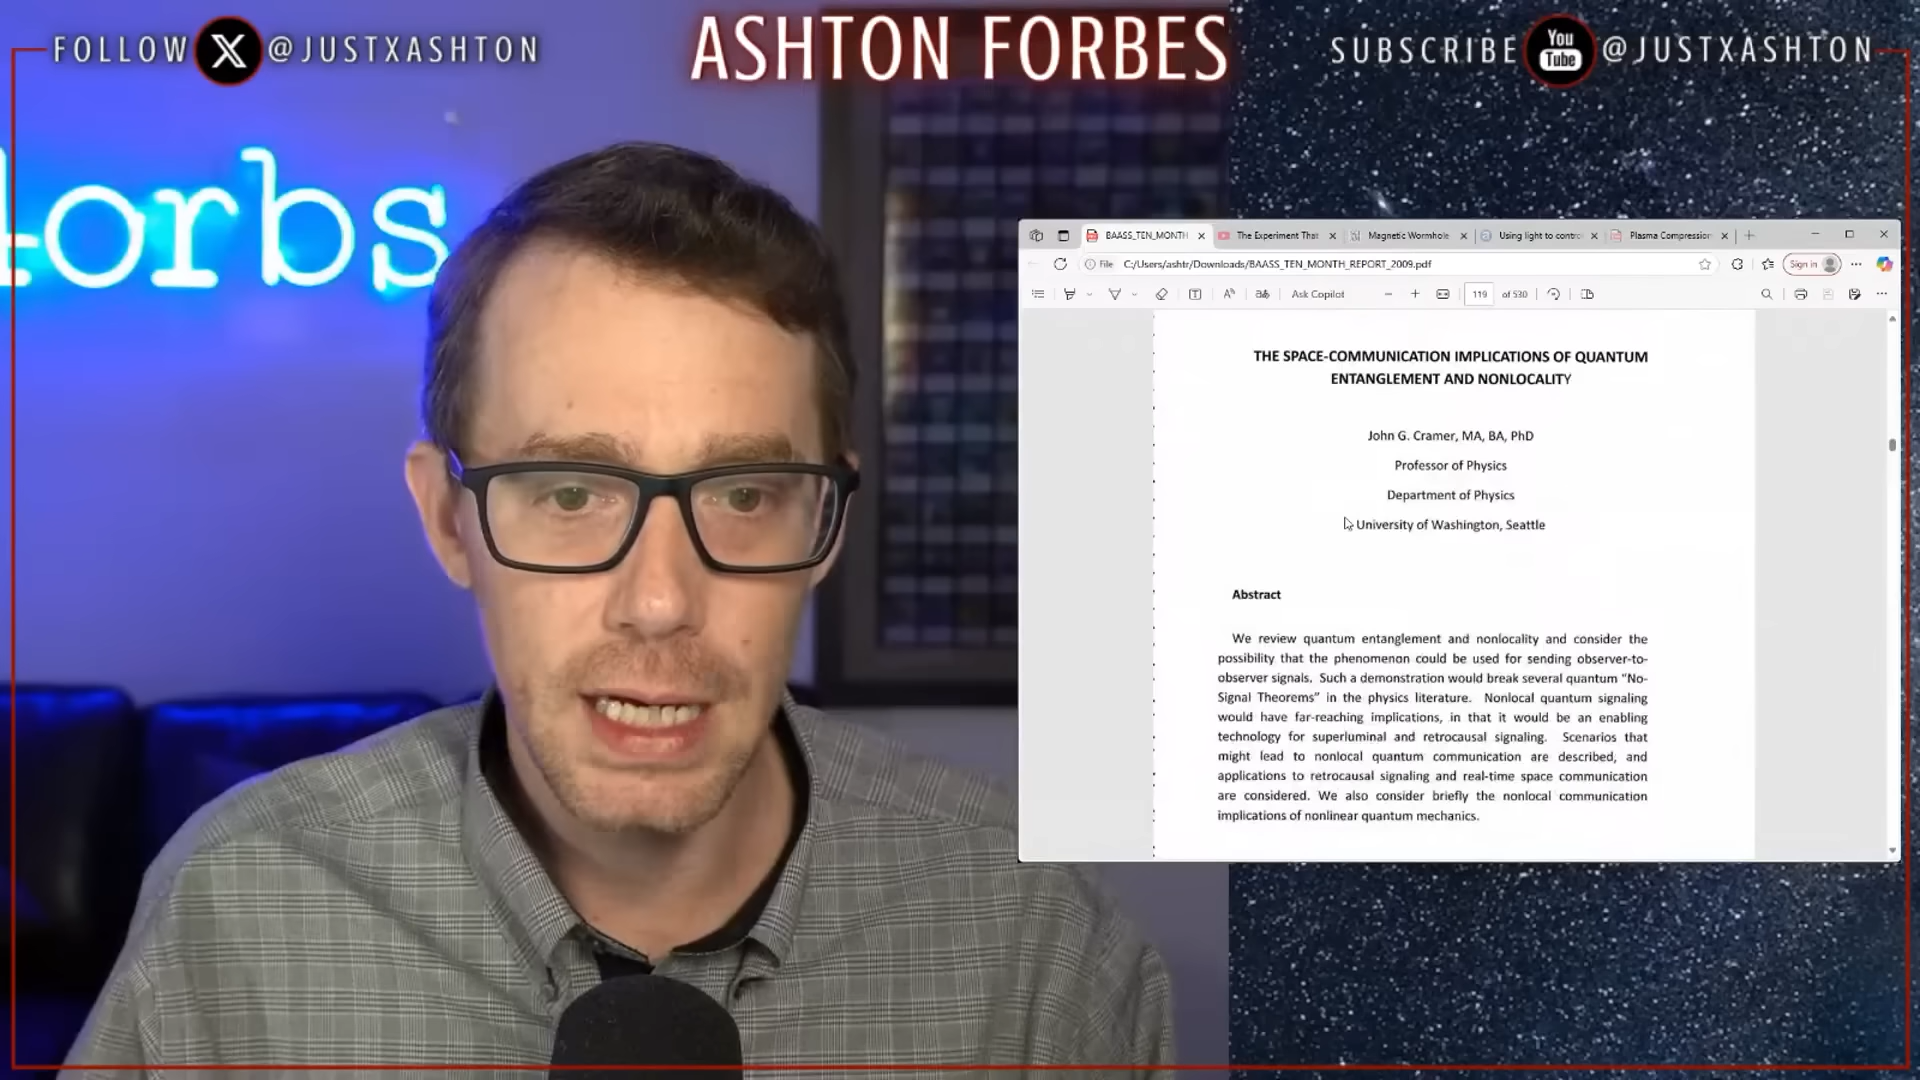 FOLLOW X @JUSTXASHTON
ASHTON FORBES
SUBSCRIBE You Tube @JUSTXASHTON
forbs
BAASS_TEN_MONTH
The Experiment That
Magnetic Wormhole
Using light to contro
Plasma Compression
File C:/Users/ashtr/Downloads/BAASS_TEN_MONTH_REPORT_2009.pdf
Sign in
Ask Copilot
119 of 530
THE SPACE-COMMUNICATION IMPLICATIONS OF QUANTUM
ENTANGLEMENT AND NONLOCALITY
John G. Cramer, MA, BA, PhD
Professor of Physics
Department of Physics
University of Washington, Seattle
Abstract
We review quantum entanglement and nonlocality and consider the
possibility that the phenomenon could be used for sending observer-to-
observer signals. Such a demonstration would break several quantum “No-
Signal Theorems” in the physics literature. Nonlocal quantum signaling
would have far-reaching implications, in that it would be an enabling
technology for superluminal and retrocausal signaling. Scenarios that
might lead to nonlocal quantum communication are described, and
applications to retrocausal signaling and real-time space communication
are considered. We also consider briefly the nonlocal communication
implications of nonlinear quantum mechanics.